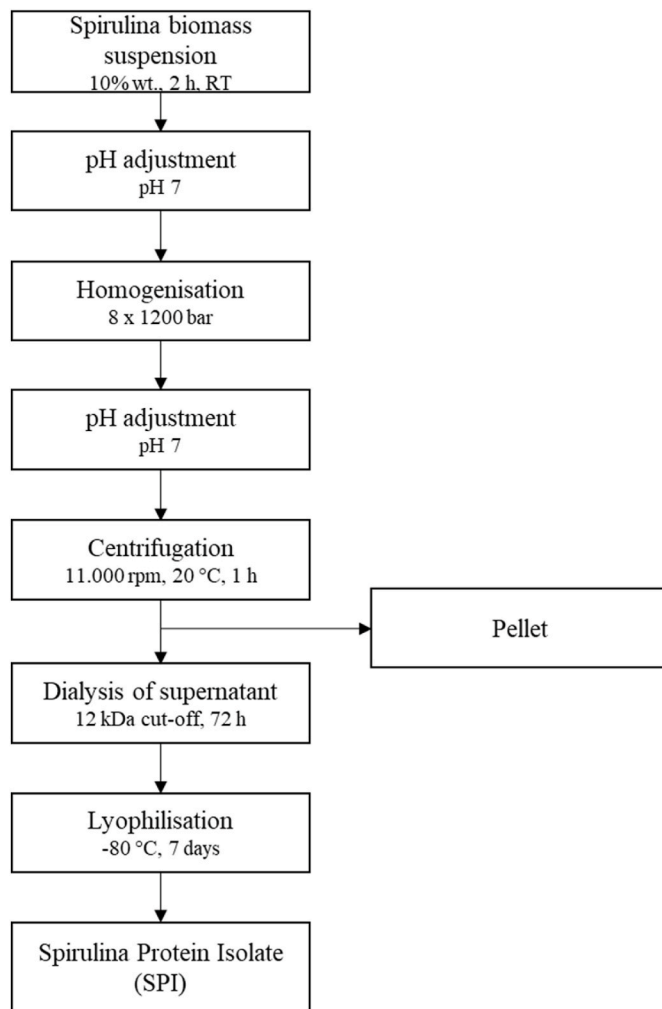 Spirulina biomass
suspension
10% wt., 2 h, RT
pH adjustment
pH 7
Homogenisation
8 x 1200 bar
pH adjustment
pH 7
Centrifugation
11.000 rpm, 20 °C, 1 h
Pellet
Dialysis of supernatant
12 kDa cut-off, 72 h
Lyophilisation
-80 °C, 7 days
Spirulina Protein Isolate
(SPI)